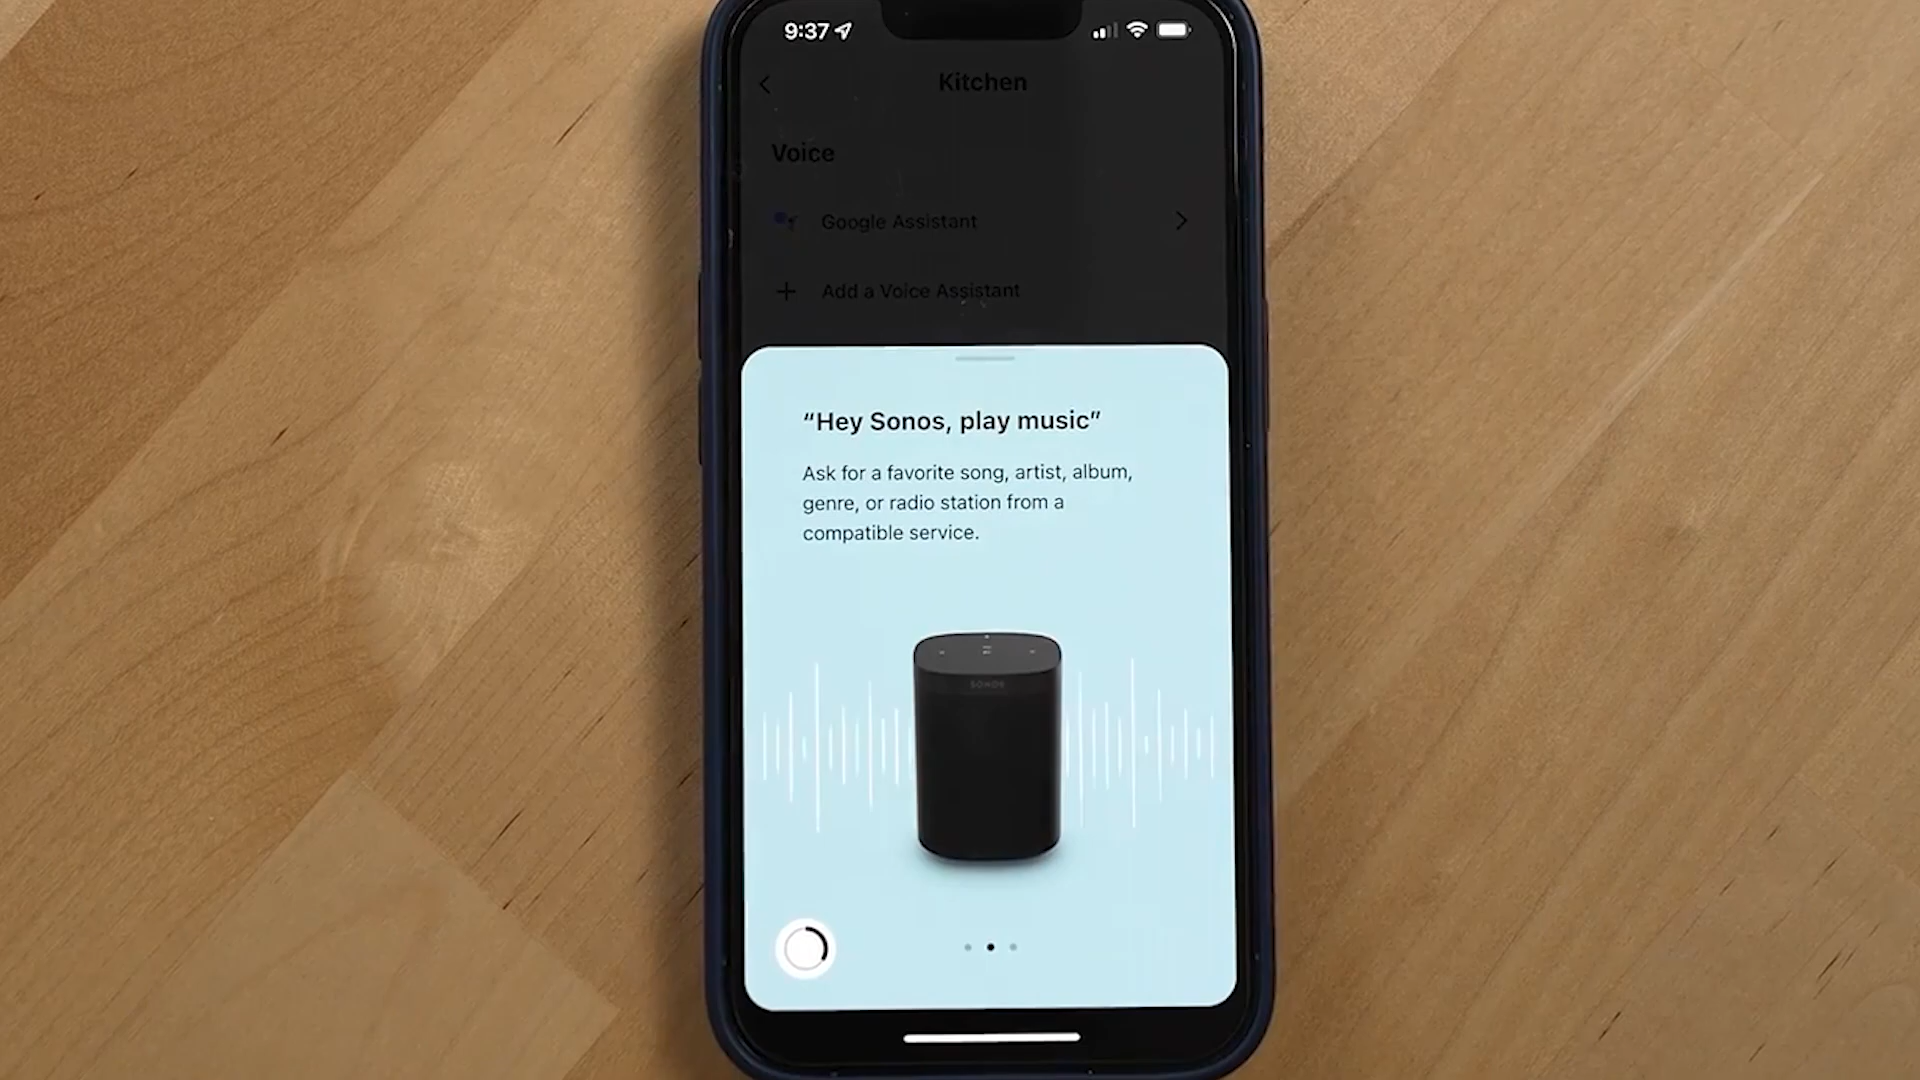 9:37
Kitchen
Voice
Google Assistant
Add a Voice Assistant
“Hey Sonos, play music”
Ask for a favorite song, artist, album,
genre, or radio station from a
compatible service.
SONOS